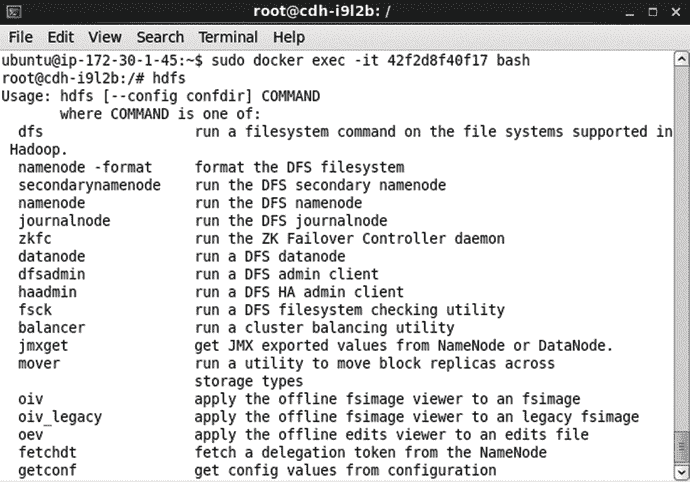 root@cdh-i9l2b: /
File Edit View Search Terminal Help
ubuntu@ip-172-30-1-45:~$ sudo docker exec -it 42f2d8f40f17 bash
root@cdh-i9l2b:/# hdfs
Usage: hdfs [--config confdir] COMMAND
       where COMMAND is one of:
  dfs                  run a filesystem command on the file systems supported in
 Hadoop.
  namenode -format     format the DFS filesystem
  secondarynamenode    run the DFS secondary namenode
  namenode             run the DFS namenode
  journalnode          run the DFS journalnode
  zkfc                 run the ZK Failover Controller daemon
  datanode             run a DFS datanode
  dfsadmin             run a DFS admin client
  haadmin              run a DFS HA admin client
  fsck                 run a DFS filesystem checking utility
  balancer             run a cluster balancing utility
  jmxget               get JMX exported values from NameNode or DataNode.
  mover                run a utility to move block replicas across
                       storage types
  oiv                  apply the offline fsimage viewer to an fsimage
  oiv_legacy           apply the offline fsimage viewer to an legacy fsimage
  oev                  apply the offline edits viewer to an edits file
  fetchdt              fetch a delegation token from the NameNode
  getconf              get config values from configuration